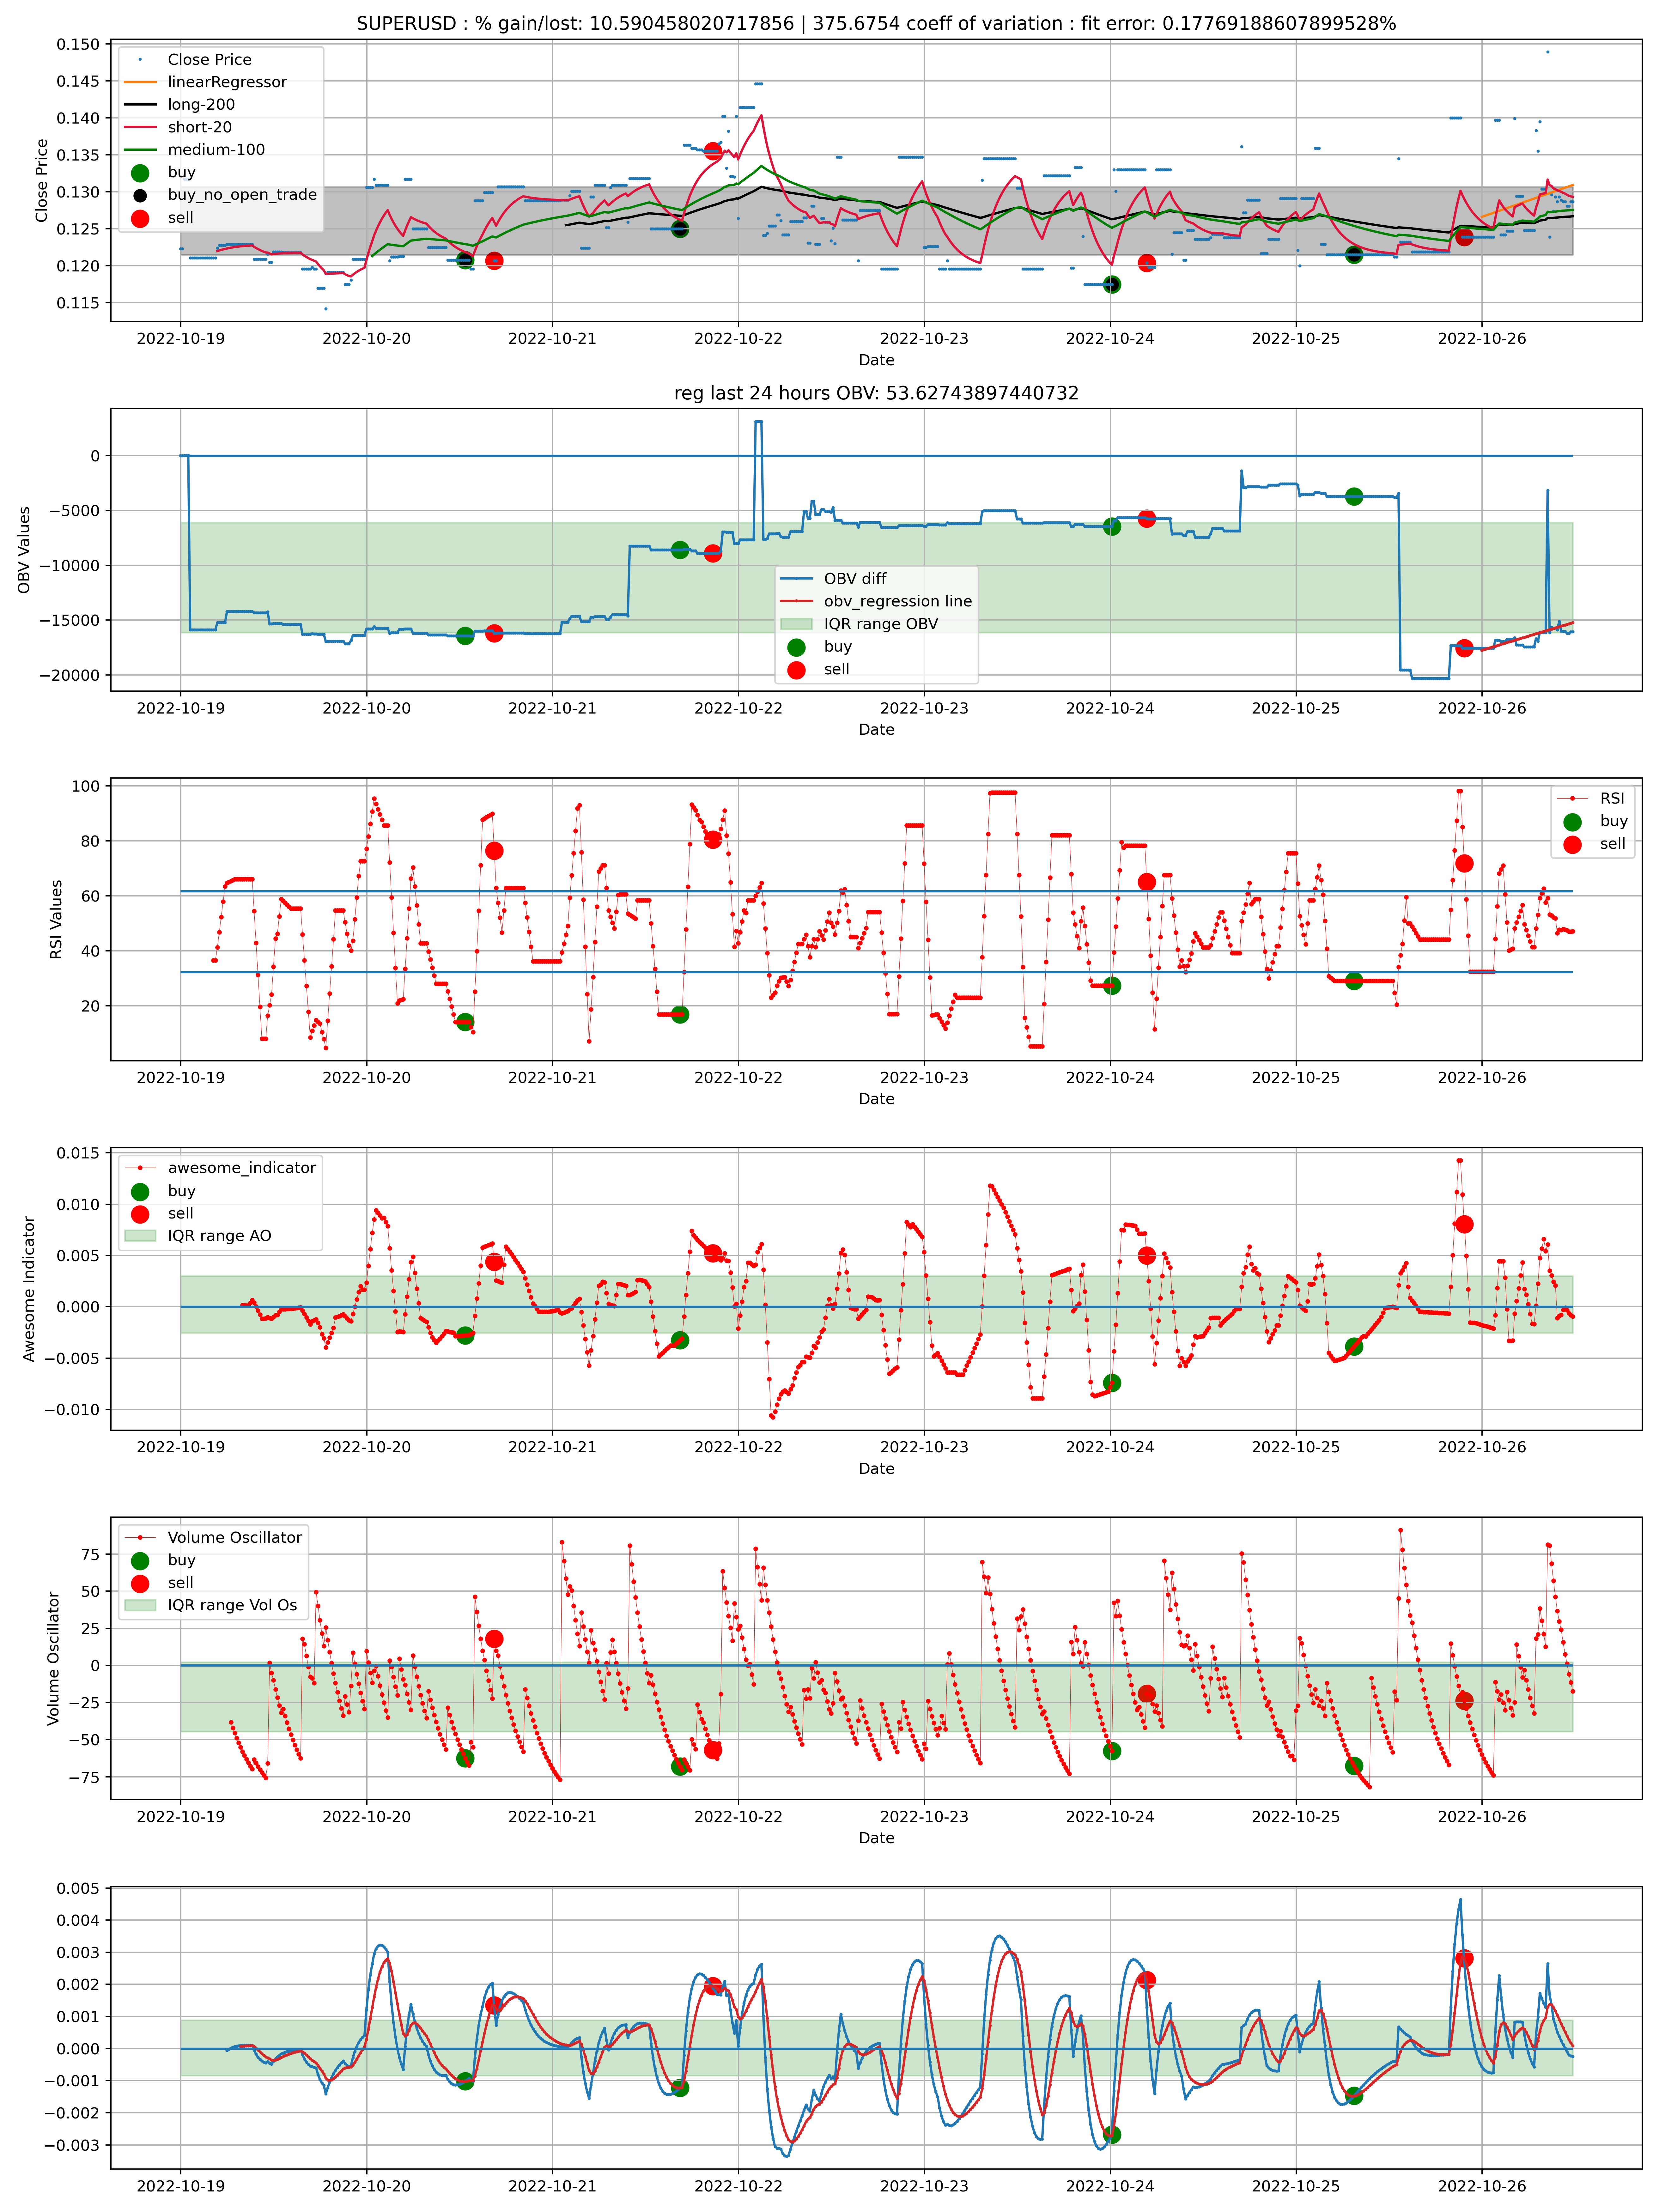 SUPERUSD : % gain/lost: 10.590458020717856 | 375.6754 coeff of variation : fit error: 0.17769188607899528%
0.150
0.145
0.140
0.135
0.130
0.125
0.120
0.115
Close Price
Close Price
linearRegressor
long-200
short-20
medium-100
buy
buy_no_open_trade
sell
2022-10-19 2022-10-20 2022-10-21 2022-10-22 2022-10-23 2022-10-24 2022-10-25 2022-10-26
Date
reg last 24 hours OBV: 53.62743897440732
0
−5000
−10000
−15000
−20000
OBV Values
OBV diff
obv_regression line
IQR range OBV
buy
sell
2022-10-19 2022-10-20 2022-10-21 2022-10-22 2022-10-23 2022-10-24 2022-10-25 2022-10-26
Date
100
80
60
40
20
RSI Values
RSI
buy
sell
2022-10-19 2022-10-20 2022-10-21 2022-10-22 2022-10-23 2022-10-24 2022-10-25 2022-10-26
Date
0.015
0.010
0.005
0.000
−0.005
−0.010
Awesome Indicator
awesome_indicator
buy
sell
IQR range AO
2022-10-19 2022-10-20 2022-10-21 2022-10-22 2022-10-23 2022-10-24 2022-10-25 2022-10-26
Date
75
50
25
0
−25
−50
−75
Volume Oscillator
Volume Oscillator
buy
sell
IQR range Vol Os
2022-10-19 2022-10-20 2022-10-21 2022-10-22 2022-10-23 2022-10-24 2022-10-25 2022-10-26
Date
0.005
0.004
0.003
0.002
0.001
0.000
−0.001
−0.002
−0.003
2022-10-19 2022-10-20 2022-10-21 2022-10-22 2022-10-23 2022-10-24 2022-10-25 2022-10-26